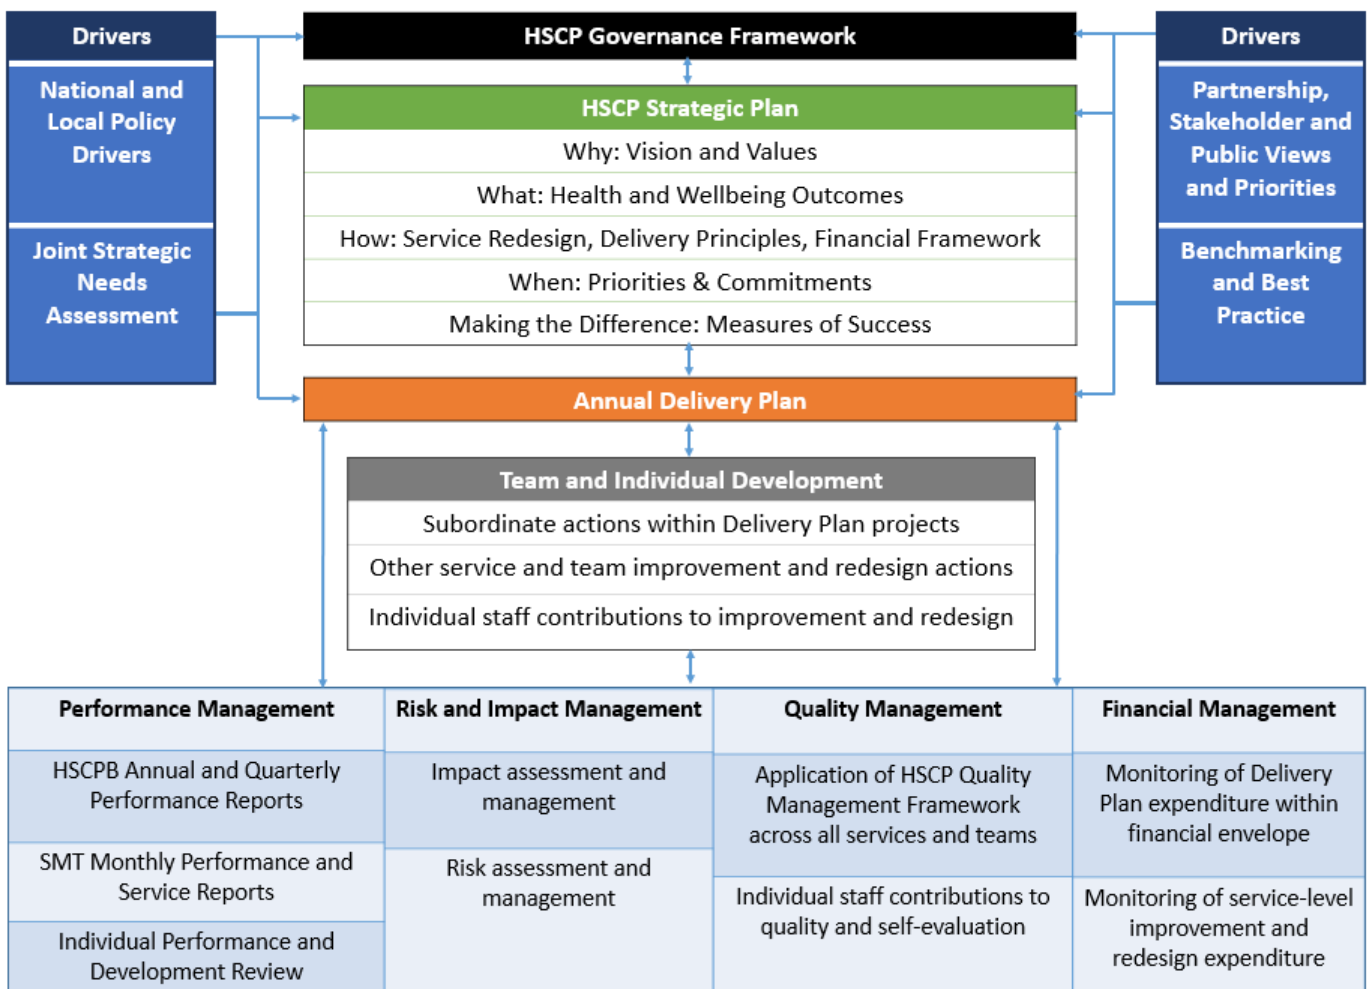 Drivers
National and
Local Policy
Drivers
Joint Strategic
Needs
Assessment
HSCP Governance Framework
HSCP Strategic Plan
Why: Vision and Values
What: Health and Wellbeing Outcomes
How: Service Redesign, Delivery Principles, Financial Framework
When: Priorities & Commitments
Making the Difference: Measures of Success
Annual Delivery Plan
Drivers
Partnership,
Stakeholder and
Public Views
and Priorities
Benchmarking
and Best
Practice
Team and Individual Development
Subordinate actions within Delivery Plan projects
Other service and team improvement and redesign actions
Individual staff contributions to improvement and redesign
Performance Management
HSCPB Annual and Quarterly
Performance Reports
SMT Monthly Performance and
Service Reports
Individual Performance and
Development Review
Risk and Impact Management
Impact assessment and
management
Risk assessment and
management
Quality Management
Application of HSCP Quality
Management Framework
across all services and teams
Individual staff contributions to
quality and self-evaluation
Financial Management
Monitoring of Delivery
Plan expenditure within
financial envelope
Monitoring of service-level
improvement and
redesign expenditure